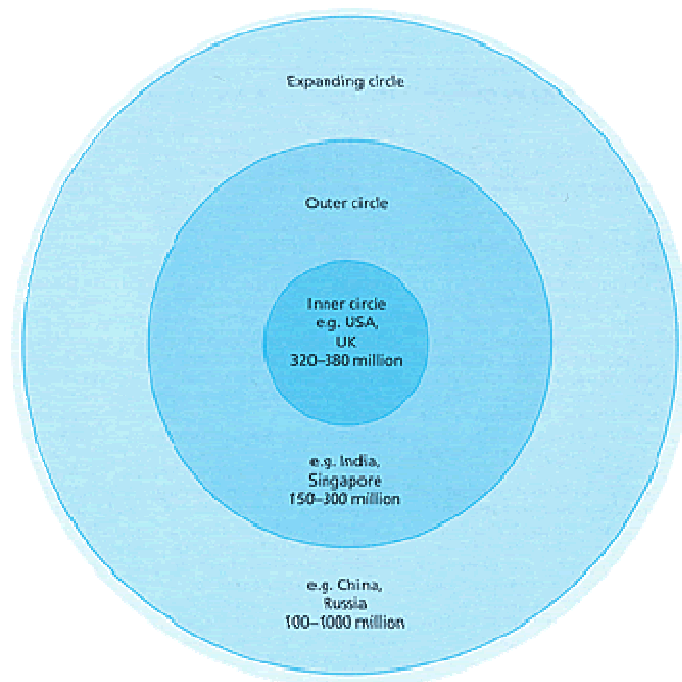 Expanding circle
Outer circle
Inner circle
e.g. USA,
UK
320–380 million
e.g. India,
Singapore
150–300 million
e.g. China,
Russia
100–1000 million